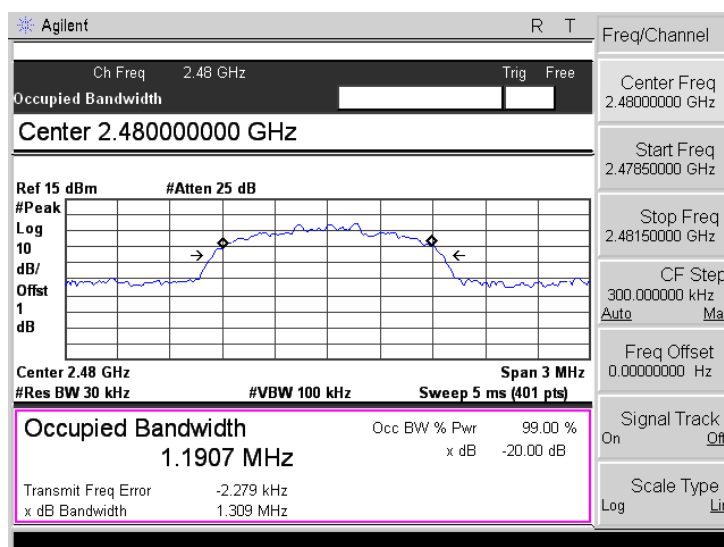 Agilent R T
Ch Freq 2.48 GHz Trig Free
Occupied Bandwidth
Center 2.480000000 GHz
Ref 15 dBm #Atten 25 dB
#Peak
Log
10
dB/
Offst
1
dB
Center 2.48 GHz Span 3 MHz
#Res BW 30 kHz #VBW 100 kHz Sweep 5 ms (401 pts)
Occupied Bandwidth
1.1907 MHz
Occ BW % Pwr 99.00 %
x dB -20.00 dB
Transmit Freq Error -2.279 kHz
x dB Bandwidth 1.309 MHz
Freq/Channel
Center Freq
2.48000000 GHz
Start Freq
2.47850000 GHz
Stop Freq
2.48150000 GHz
CF Step
300.000000 kHz
Auto Ma
Freq Offset
0.00000000 Hz
Signal Track
On Off
Scale Type
Log Li